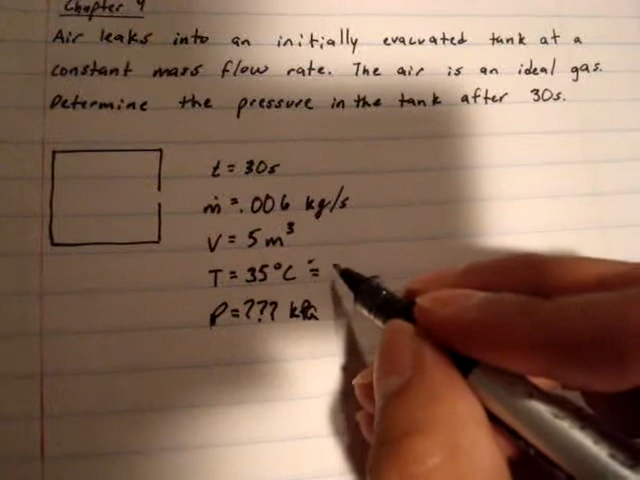 Chapter 4
Air leaks into an initially evacuated tank at a
constant mass flow rate. The air is an ideal gas.
Determine the pressure in the tank after 30s.
t = 30s
ṁ = .006 kg/s
V = 5 m³
T = 35°C =
P = ??? kPa